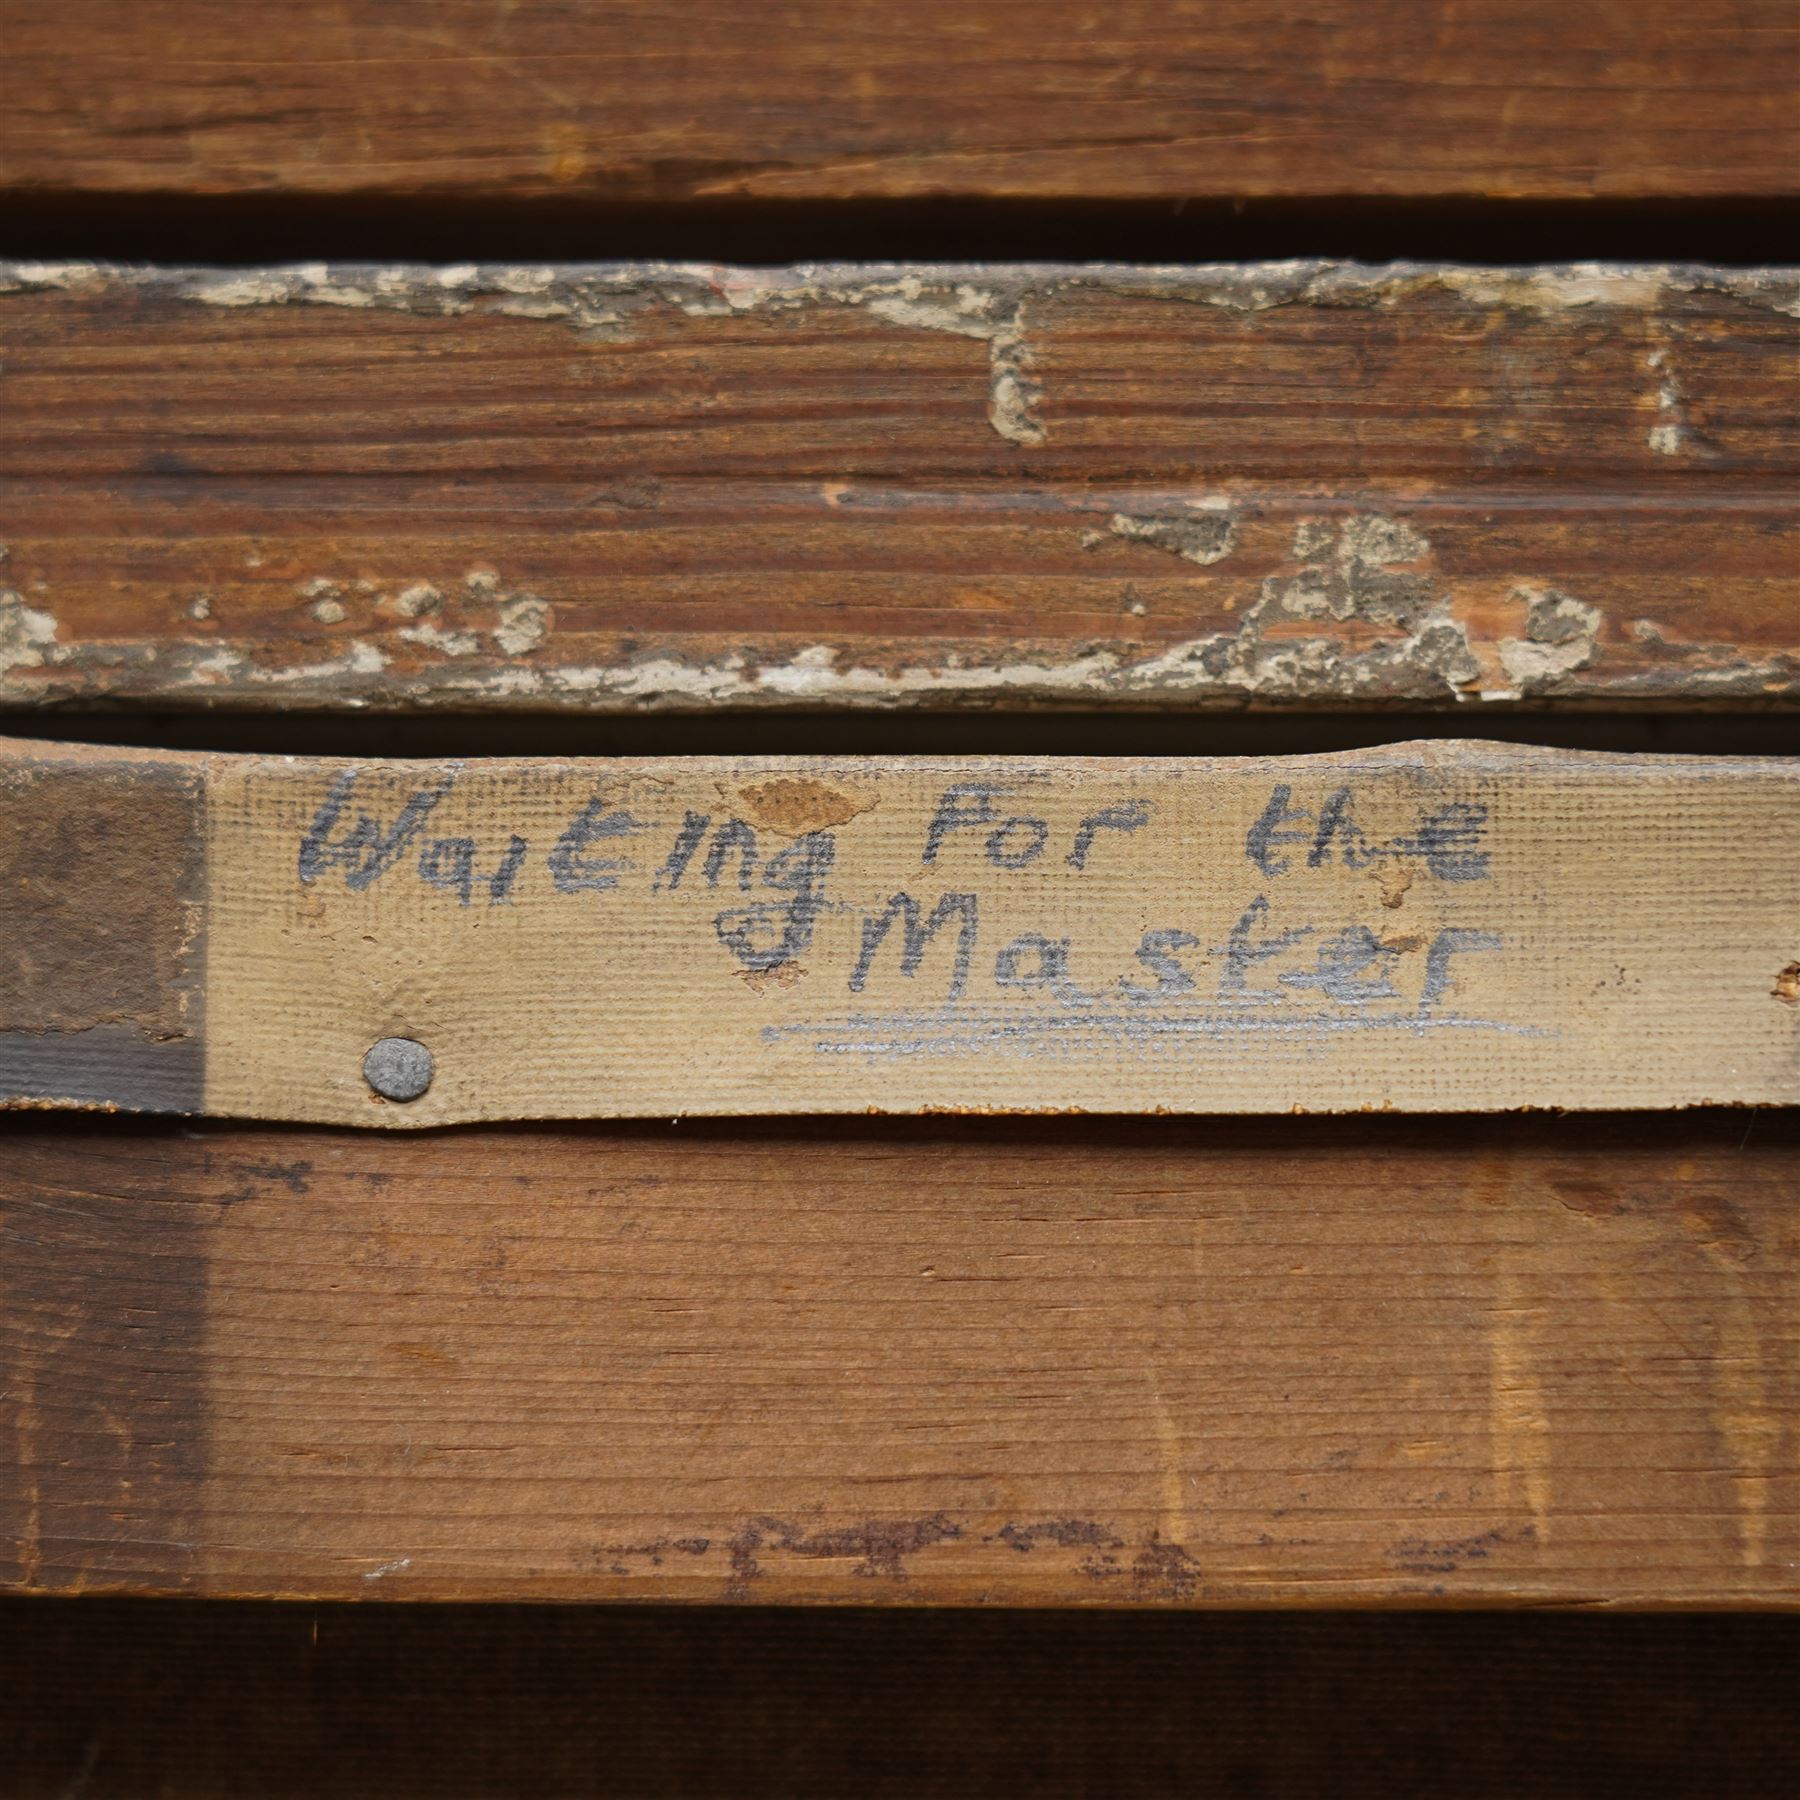 Waiting For the
Master